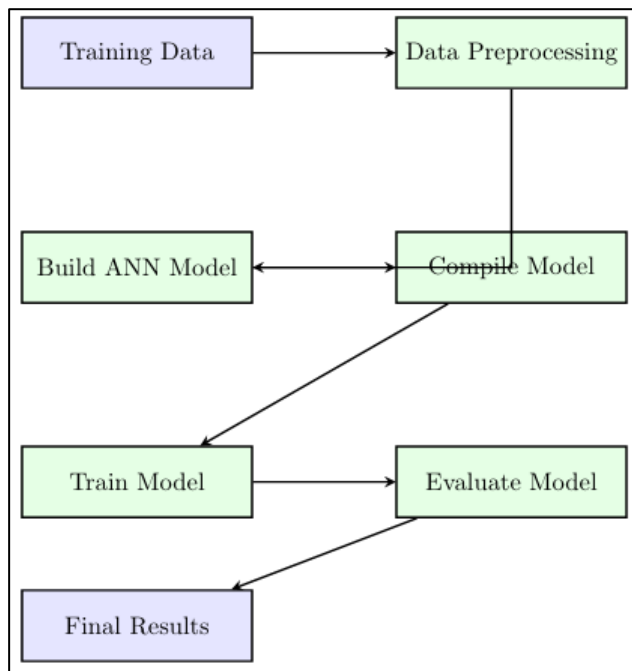 Training Data
Data Preprocessing
Build ANN Model
Compile Model
Train Model
Evaluate Model
Final Results